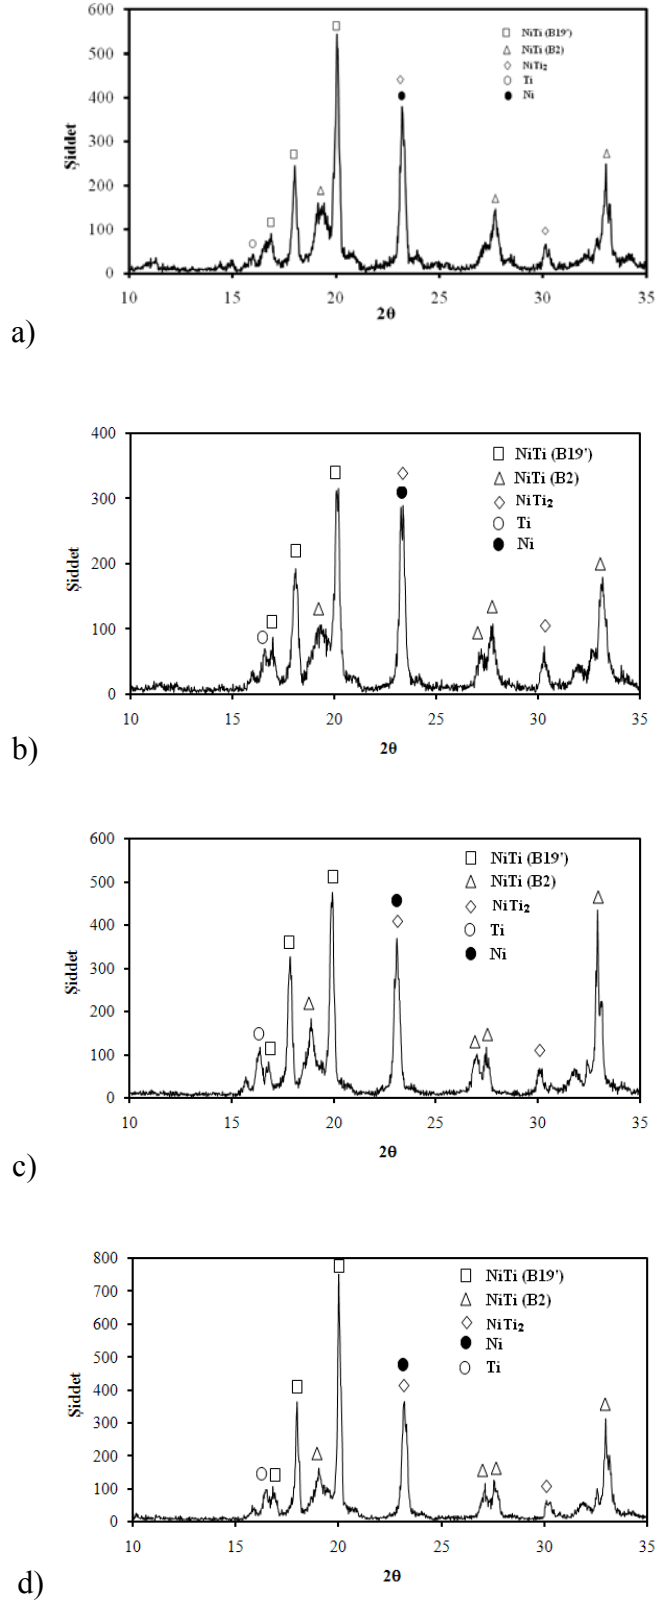 600
500
400
300
200
100
0
Şiddet
10 15 20 25 30 35
2θ
NiTi (B19')
NiTi (B2)
NiTi₂
Ti
Ni
a)
400
300
200
100
0
Şiddet
10 15 20 25 30 35
2θ
NiTi (B19')
NiTi (B2)
NiTi₂
Ti
Ni
b)
600
500
400
300
200
100
0
Şiddet
10 15 20 25 30 35
2θ
NiTi (B19')
NiTi (B2)
NiTi₂
Ti
Ni
c)
800
700
600
500
400
300
200
100
0
Şiddet
10 15 20 25 30 35
2θ
NiTi (B19')
NiTi (B2)
NiTi₂
Ni
Ti
d)